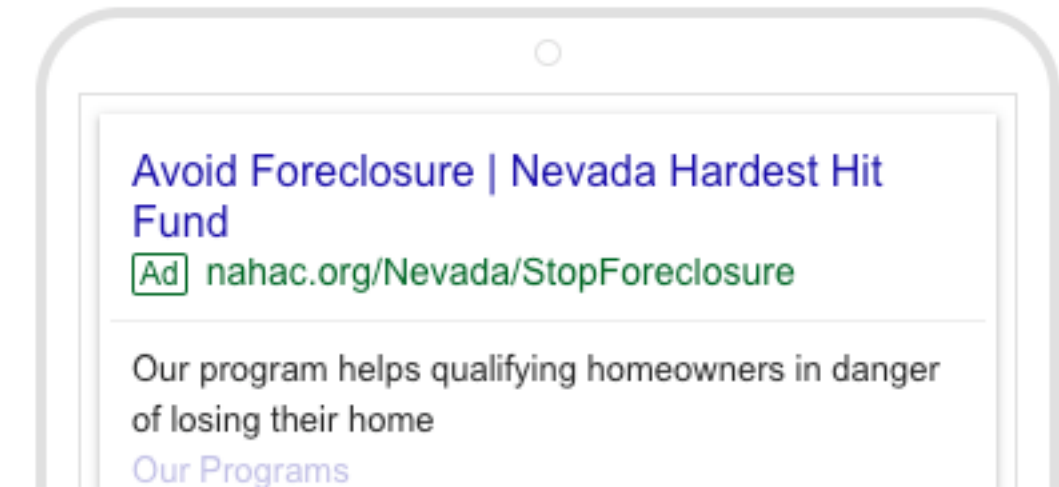 Avoid Foreclosure | Nevada Hardest Hit
Fund
Ad nahac.org/Nevada/StopForeclosure
Our program helps qualifying homeowners in danger
of losing their home
Our Programs